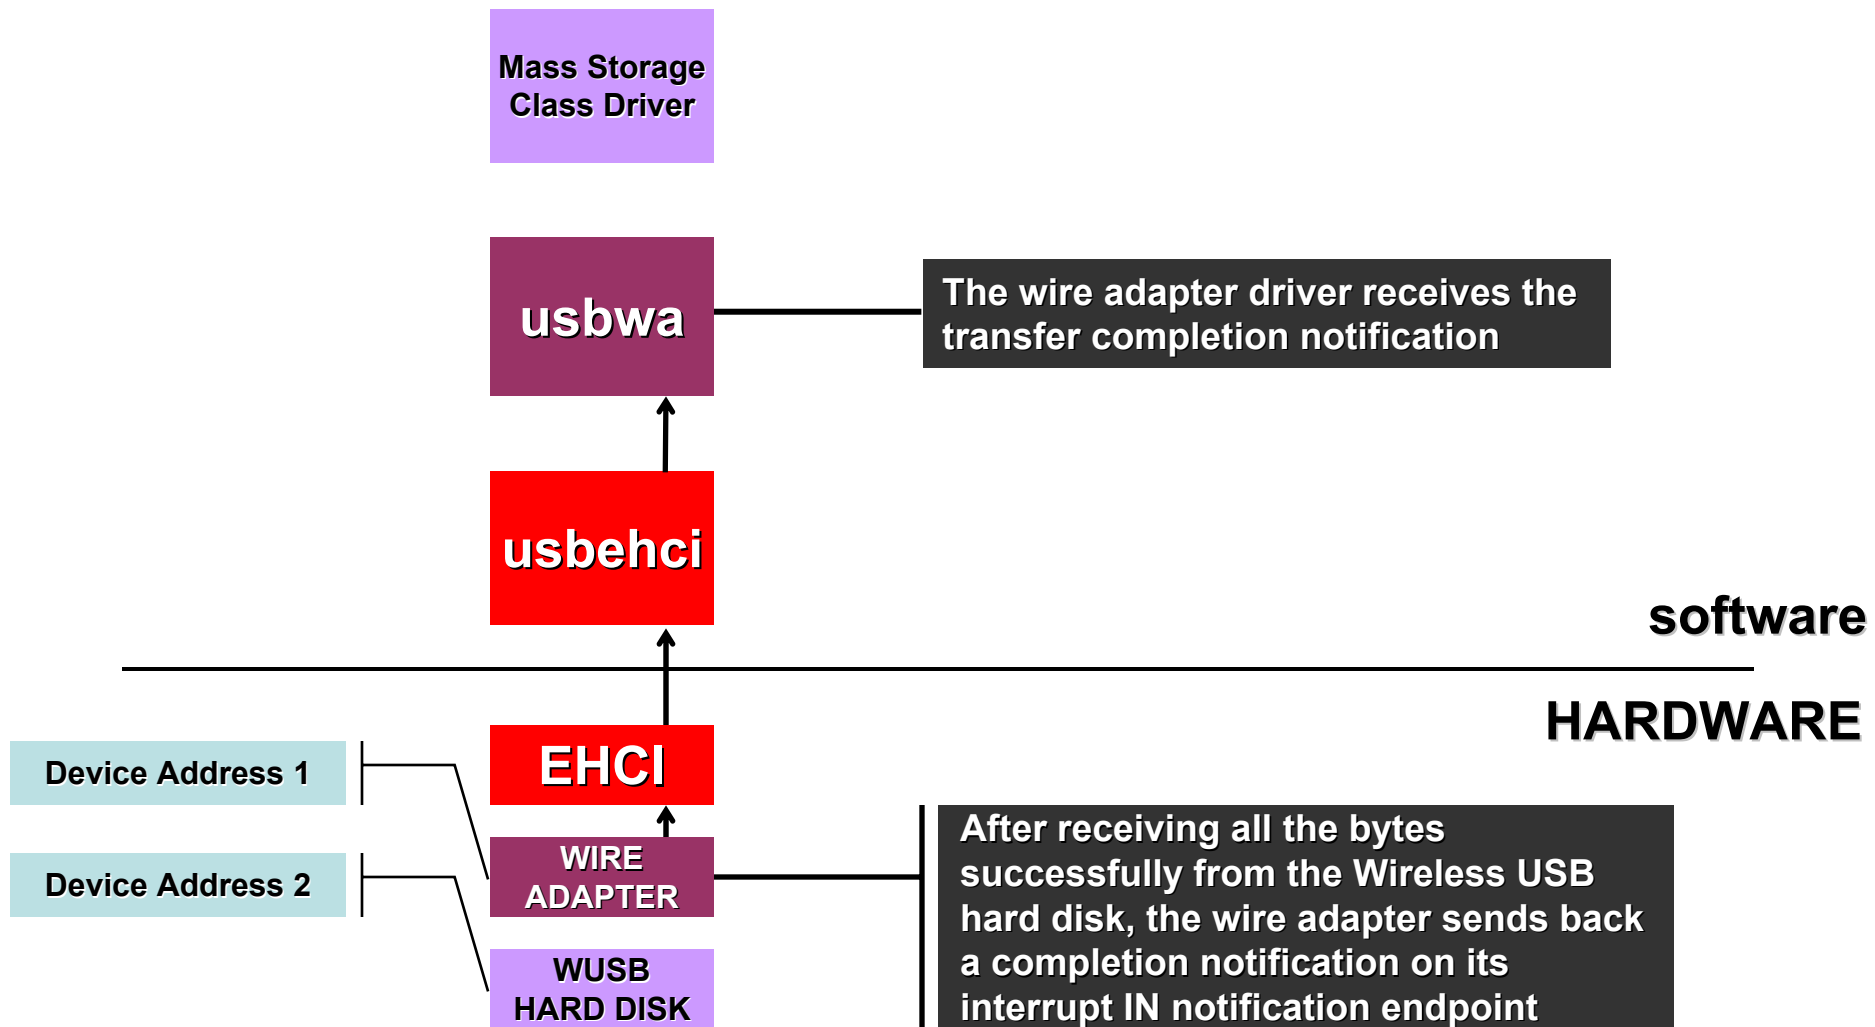 Mass Storage
Class Driver
usbwa
The wire adapter driver receives the
transfer completion notification
usbehci
software
HARDWARE
EHCI
Device Address 1
WIRE
ADAPTER
Device Address 2
After receiving all the bytes
successfully from the Wireless USB
hard disk, the wire adapter sends back
a completion notification on its
interrupt IN notification endpoint
WUSB
HARD DISK